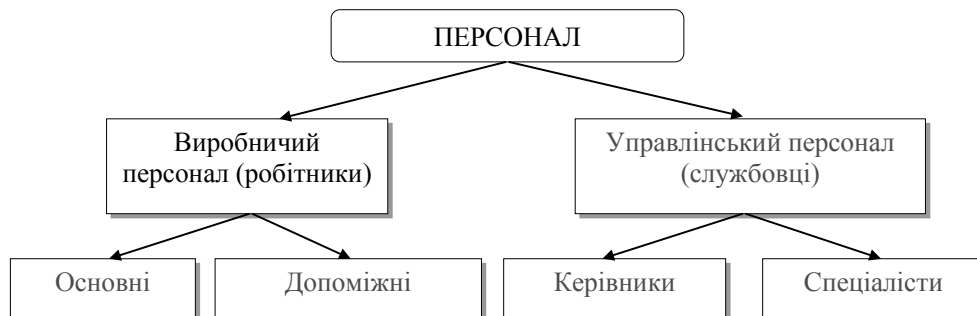 ПЕРСОНАЛ
Виробничий
персонал (робітники)
Управлінський персонал
(службовці)
Основні
Допоміжні
Керівники
Спеціалісти